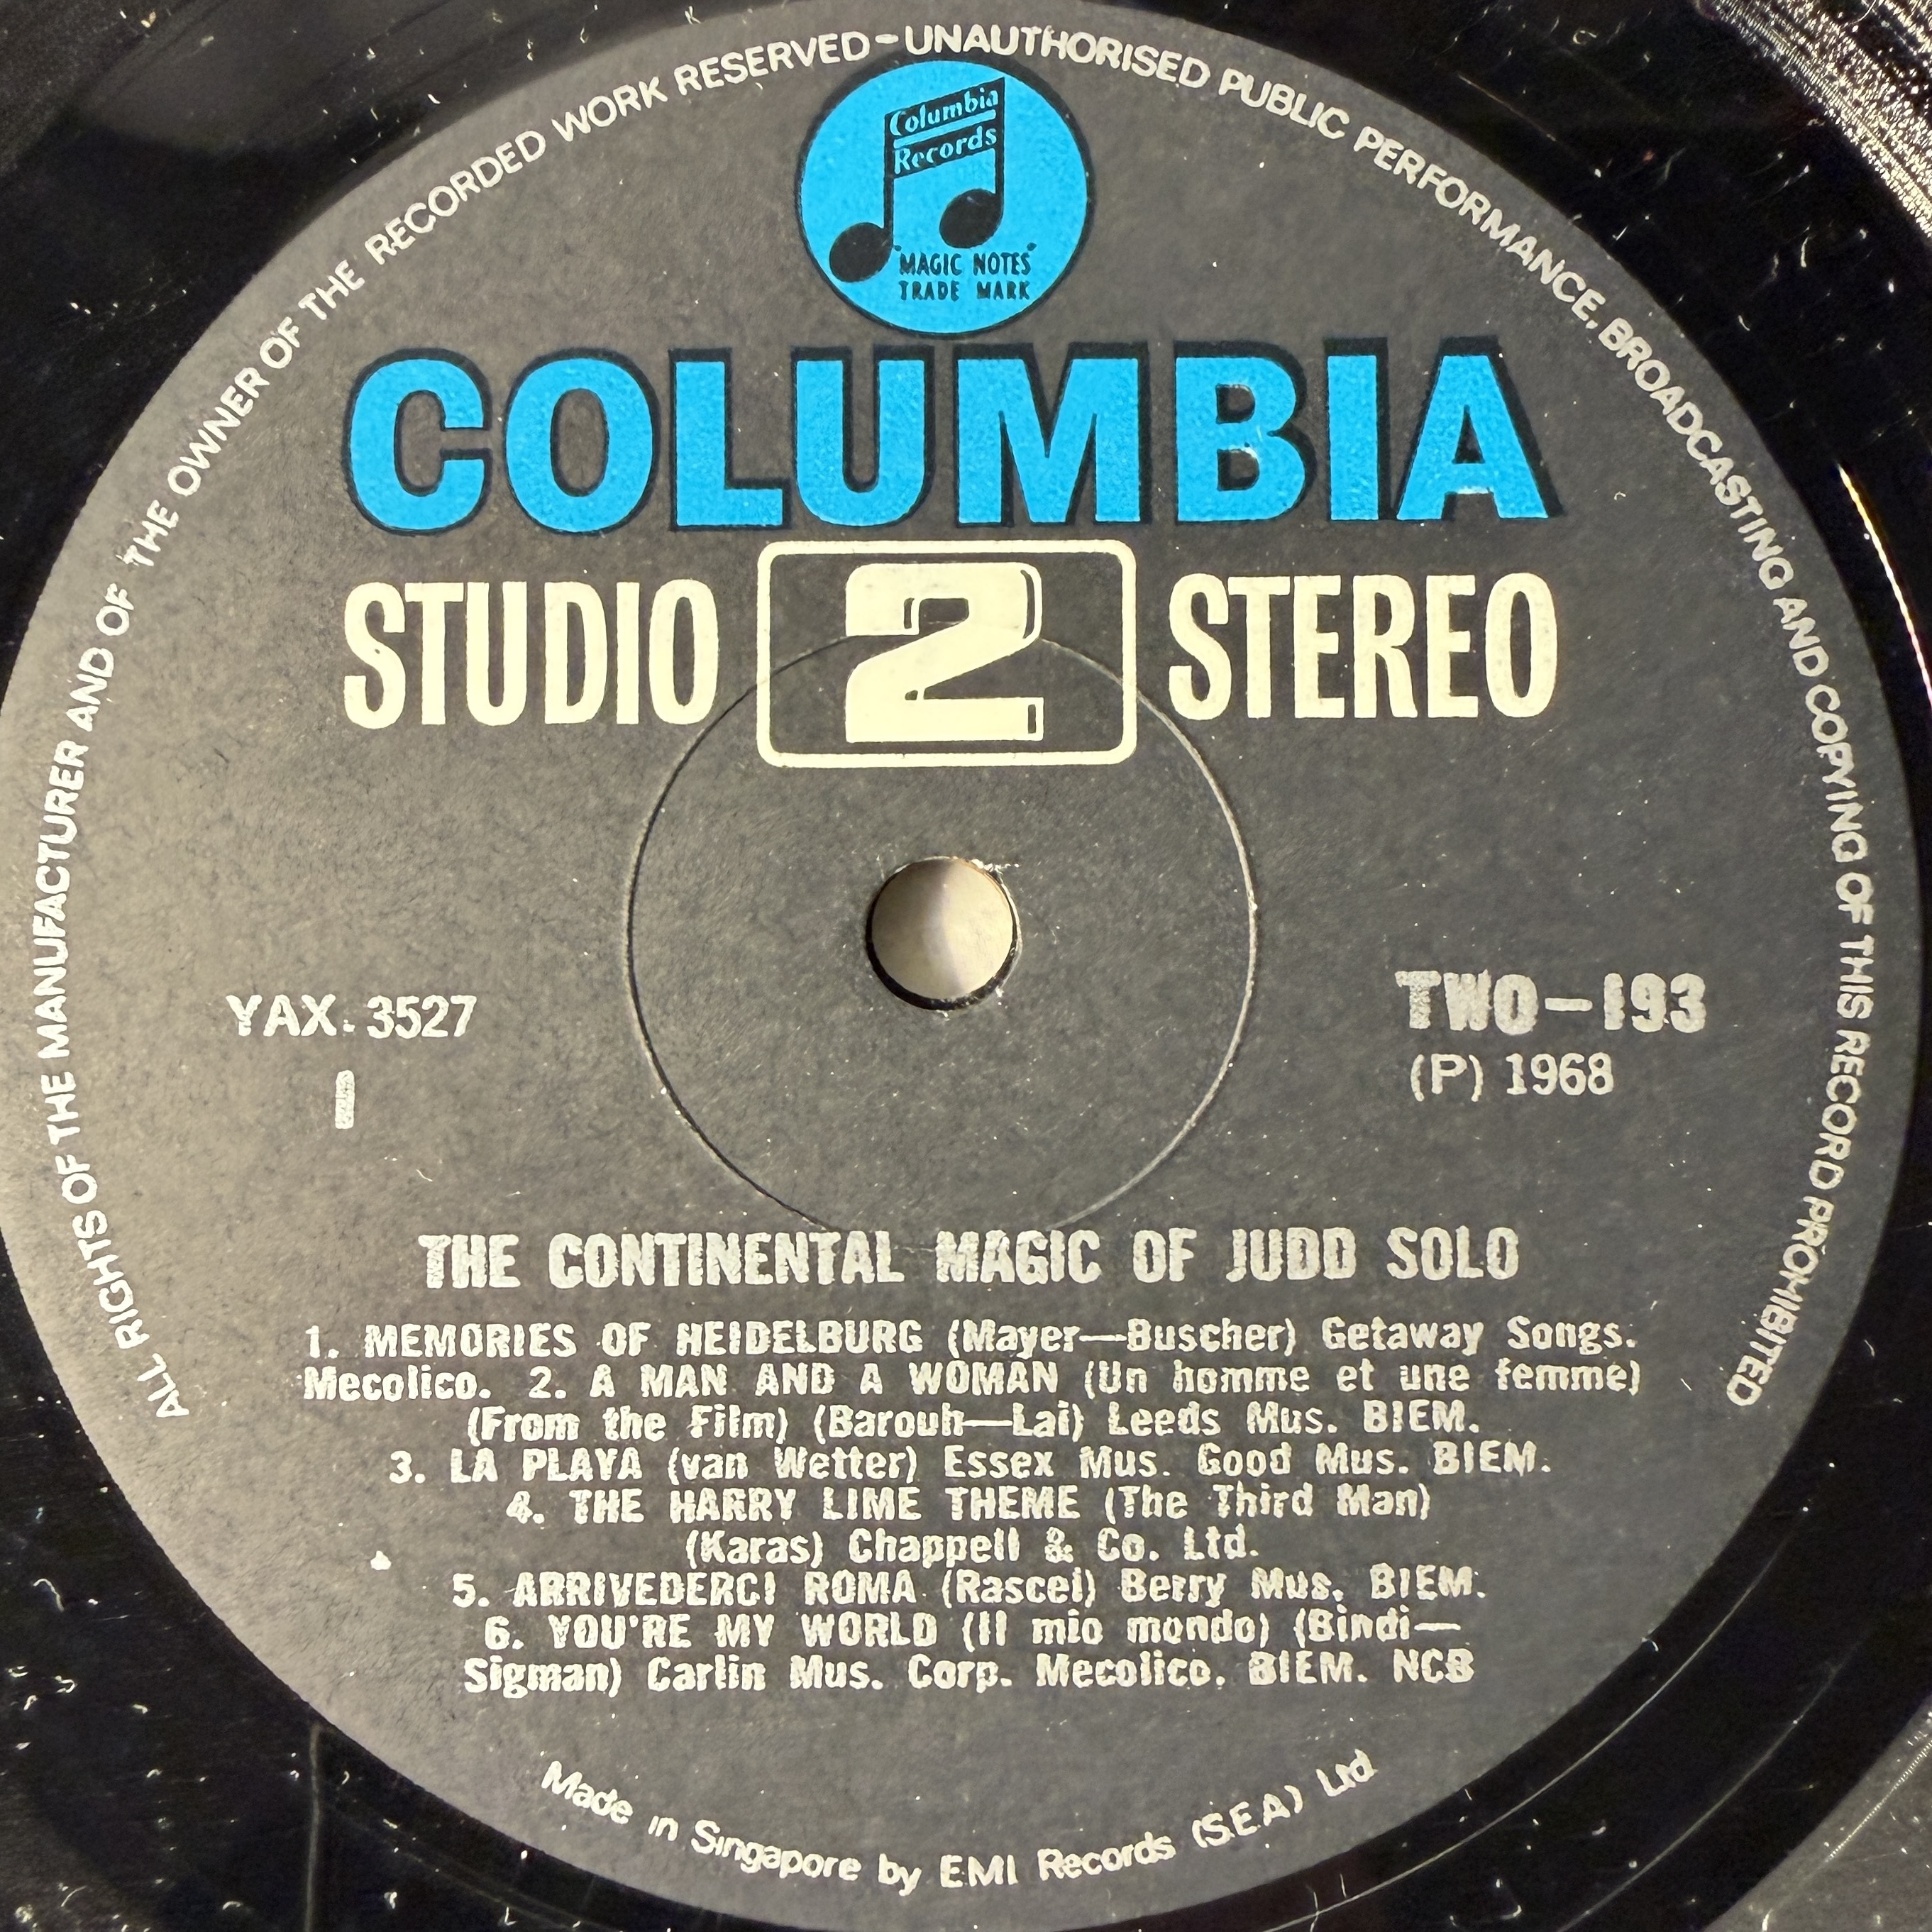 ALL RIGHTS OF THE MANUFACTURER AND OF THE OWNER OF THE RECORDED WORK RESERVED-UNAUTHORISED PUBLIC PERFORMANCE, BROADCASTING AND COPYING OF THIS RECORD PROHIBITED
Columbia
Records
"MAGIC NOTES"
TRADE MARK
COLUMBIA
STUDIO 2 STEREO
YAX. 3527
TWO-193
1
(P) 1968
THE CONTINENTAL MAGIC OF JUDD SOLO
1. MEMORIES OF HEIDELBURG (Mayer—Buscher) Getaway Songs.
Mecolico. 2. A MAN AND A WOMAN (Un homme et une femme)
(From the Film) (Barouh—Lai) Leeds Mus. BIEM.
3. LA PLAYA (van Wetter) Essex Mus. Good Mus. BIEM.
4. THE HARRY LIME THEME (The Third Man)
(Karas) Chappell & Co. Ltd.
5. ARRIVEDERCI ROMA (Rascel) Berry Mus. BIEM.
6. YOU'RE MY WORLD (Il mio mondo) (Bindi—
Sigman) Carlin Mus. Corp. Mecolico. BIEM. NCB
Made in Singapore by EMI Records (S.E.A) Ltd